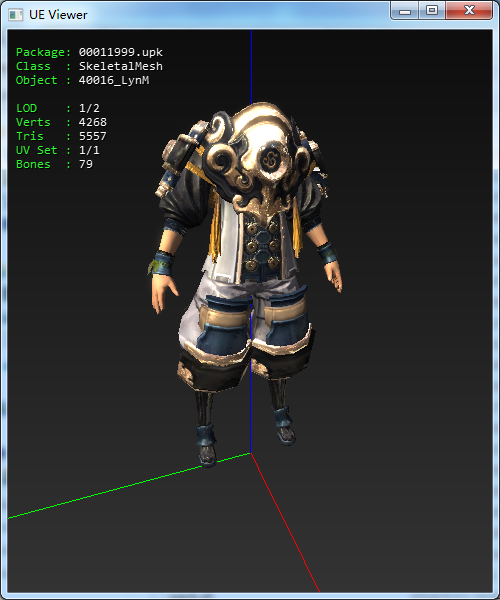 UE Viewer
Package: 00011999.upk
Class : SkeletalMesh
Object : 40016_LynM
LOD : 1/2
Verts : 4268
Tris : 5557
UV Set : 1/1
Bones : 79